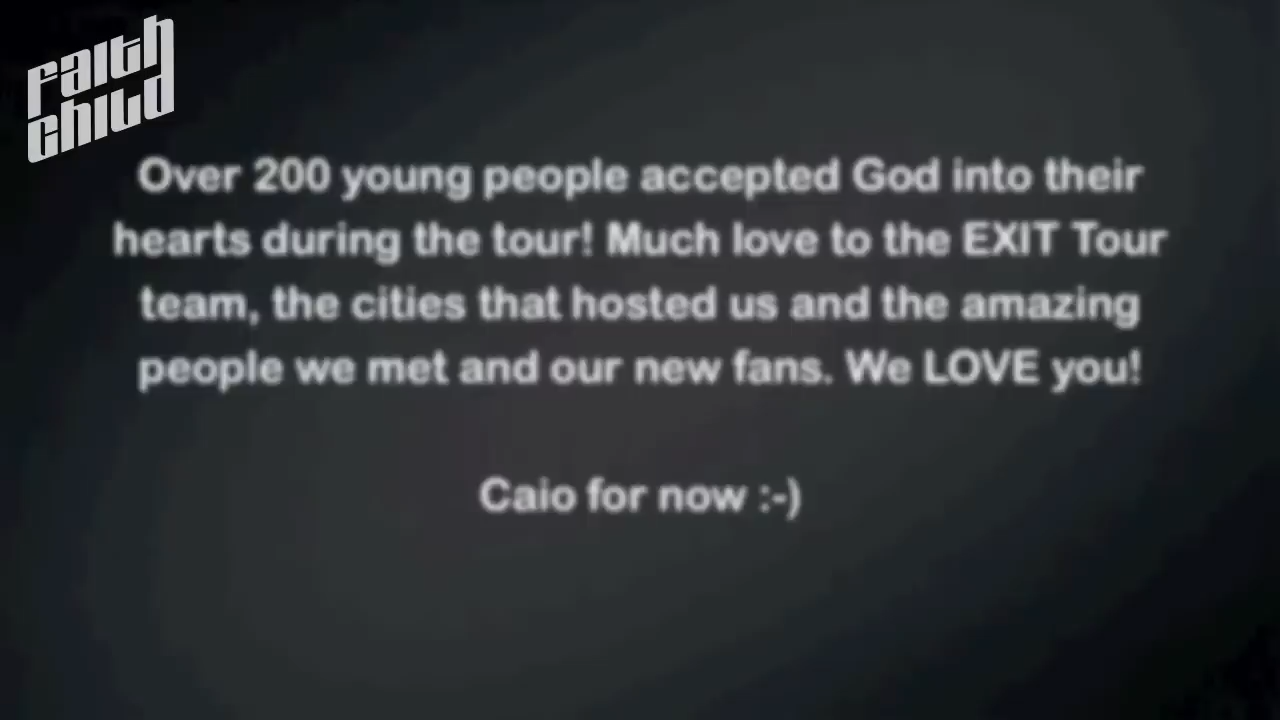 faith
child
Over 200 young people accepted God into their
hearts during the tour! Much love to the EXIT Tour
team, the cities that hosted us and the amazing
people we met and our new fans. We LOVE you!
Caio for now :-)